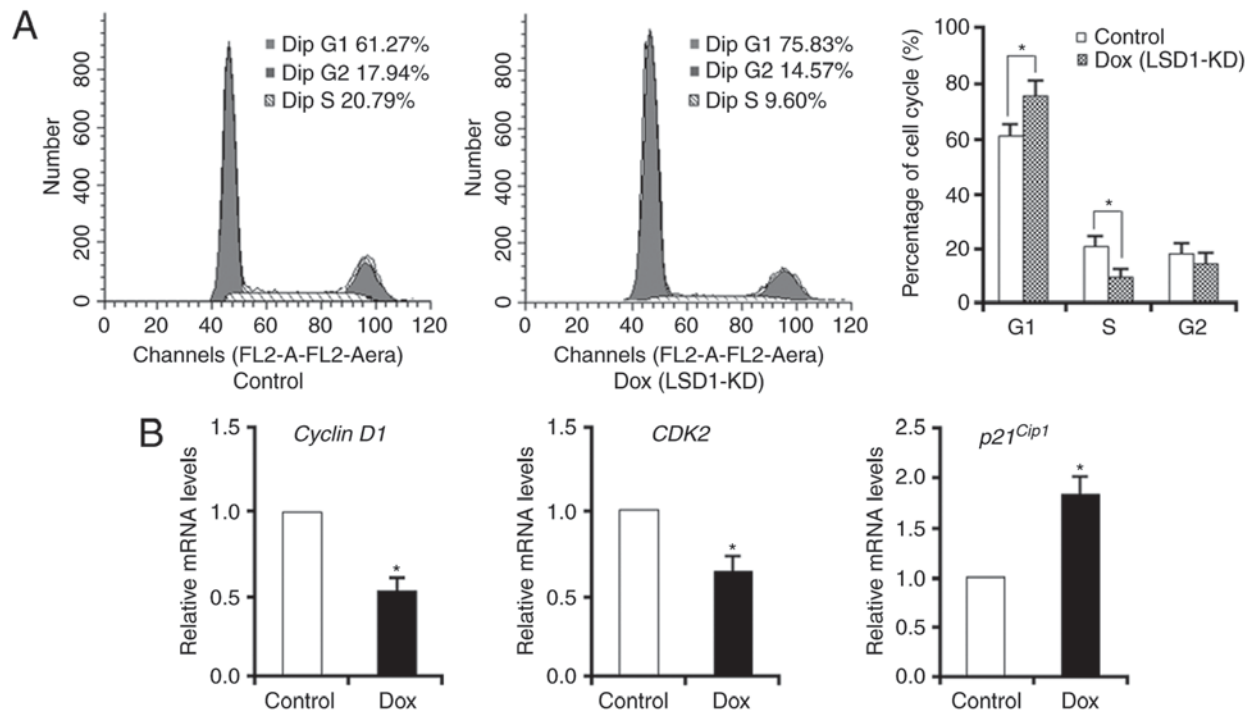 A
Number
800
600
400
200
0
Dip G1 61.27%
Dip G2 17.94%
Dip S 20.79%
0 20 40 60 80 100 120
Channels (FL2-A-FL2-Aera)
Control
Number
800
600
400
200
0
Dip G1 75.83%
Dip G2 14.57%
Dip S 9.60%
0 20 40 60 80 100 120
Channels (FL2-A-FL2-Aera)
Dox (LSD1-KD)
Percentage of cell cycle (%)
100
80
60
40
20
0
Control
Dox (LSD1-KD)
*
*
G1 S G2
B
Relative mRNA levels
1.5
1.0
0.5
0.0
Cyclin D1
*
Control Dox
Relative mRNA levels
1.5
1.0
0.5
0.0
CDK2
*
Control Dox
Relative mRNA levels
2.5
2.0
1.5
1.0
0.5
0.0
p21Cip1
*
Control Dox